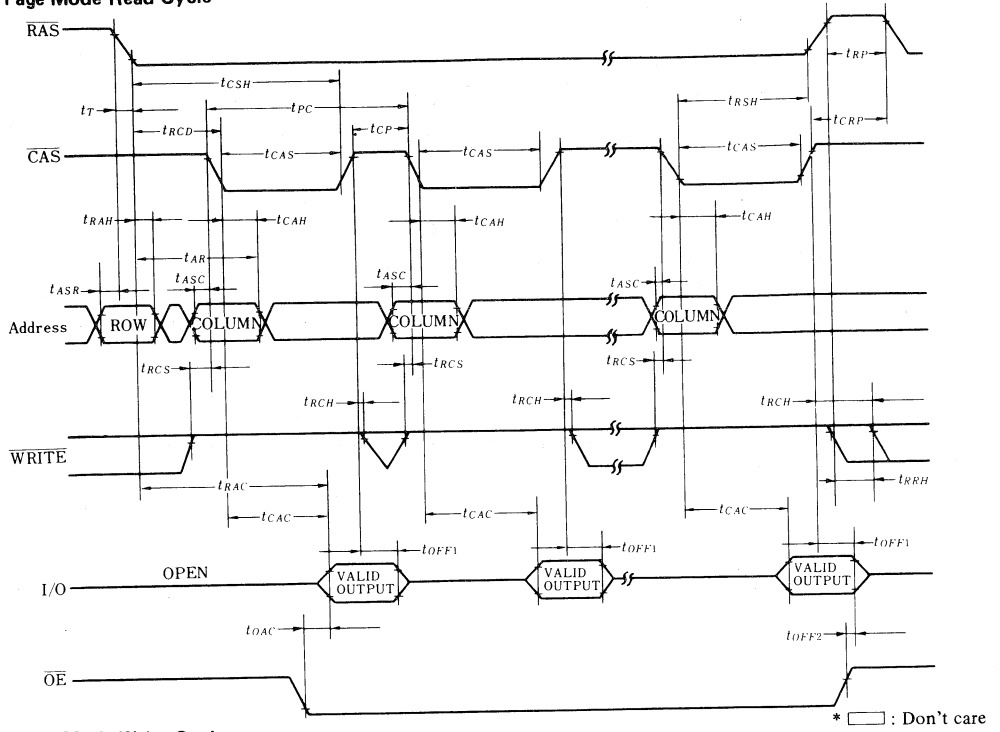 Page Mode Read Cycle
RAS
tRP
tCSH
tT
tPC
tRSH
tRCD
tCP
tCRP
CAS
tCAS
tCAS
tCAS
tRAH
tCAH
tCAH
tCAH
tAR
tASC
tASC
tASC
tASR
Address
ROW
COLUMN
COLUMN
COLUMN
tRCS
tRCS
tRCS
tRCH
tRCH
tRCH
WRITE
tRRH
tRAC
tCAC
tCAC
tCAC
tOFF1
tOFF1
tOFF1
I/O
OPEN
VALID
OUTPUT
VALID
OUTPUT
VALID
OUTPUT
tOAC
tOFF2
OE
* : Don't care